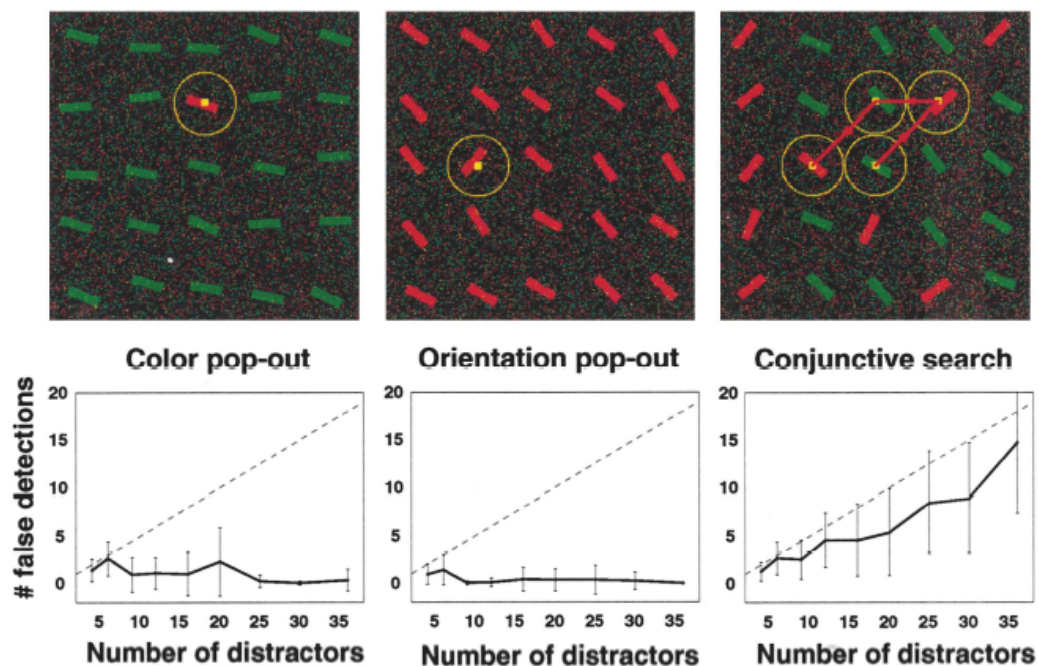 Color pop-out
Orientation pop-out
Conjunctive search
# false detections
20
15
10
5
0
5 10 15 20 25 30 35
Number of distractors
20
15
10
5
0
5 10 15 20 25 30 35
Number of distractors
20
15
10
5
0
5 10 15 20 25 30 35
Number of distractors